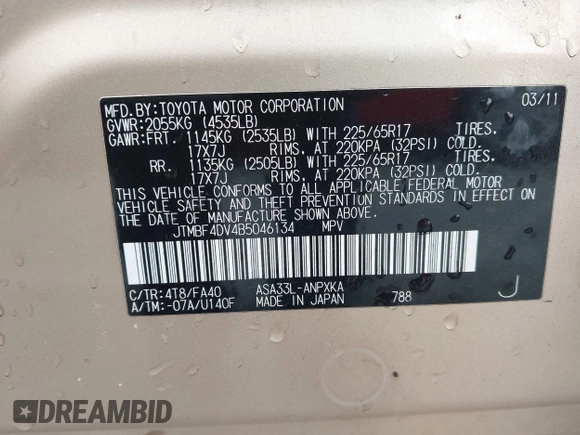 MFD.BY:TOYOTA MOTOR CORPORATION 03/11
GVWR:2055KG (4535LB)
GAWR:FRT. 1145KG (2535LB) WITH 225/65R17 TIRES.
17X7J RIMS. AT 220KPA (32PSI) COLD
RR. 1135KG (2505LB) WITH 225/65R17 TIRES.
17X7J RIMS. AT 220KPA (32PSI) COLD
THIS VEHICLE CONFORMS TO ALL APPLICABLE FEDERAL MOTOR
VEHICLE SAFETY AND THEFT PREVENTION STANDARDS IN EFFECT ON
THE DATE OF MANUFACTURE SHOWN ABOVE.
JTMBF4DV4B5046134 MPV
C/TR:4T8/FA40 ASA33L-ANPXKA
A/TM:-07A/U140F MADE IN JAPAN 788 J
DREAMBID